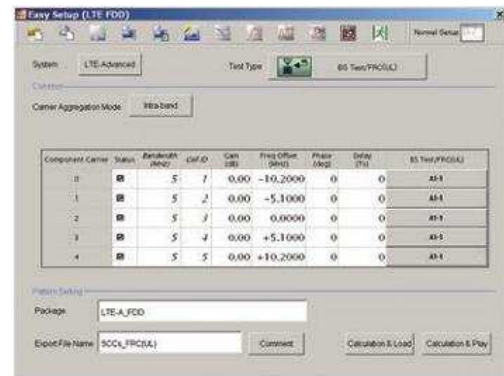 Easy Setup (LTE FDD)
Normal Setup
System LTE-Advanced Test Type BS Test/FRC(UL)
Common
Carrier Aggregation Mode Intra-band
Component Carrier Status Bandwidth (MHz) Cell ID Gain (dB) Freq Offset (MHz) Phase (deg) Delay (Ts) BS Test/FRC(UL)
0 5 1 0.00 -10.2000 0 0 A1-1
1 5 2 0.00 -5.1000 0 0 A1-1
2 5 3 0.00 0.0000 0 0 A1-1
3 5 4 0.00 +5.1000 0 0 A1-1
4 5 5 0.00 +10.2000 0 0 A1-1
Pattern Setting
Package LTE-A_FDD
Export File Name 5CCs_FRC(UL) Comment Calculation & Load Calculation & Play